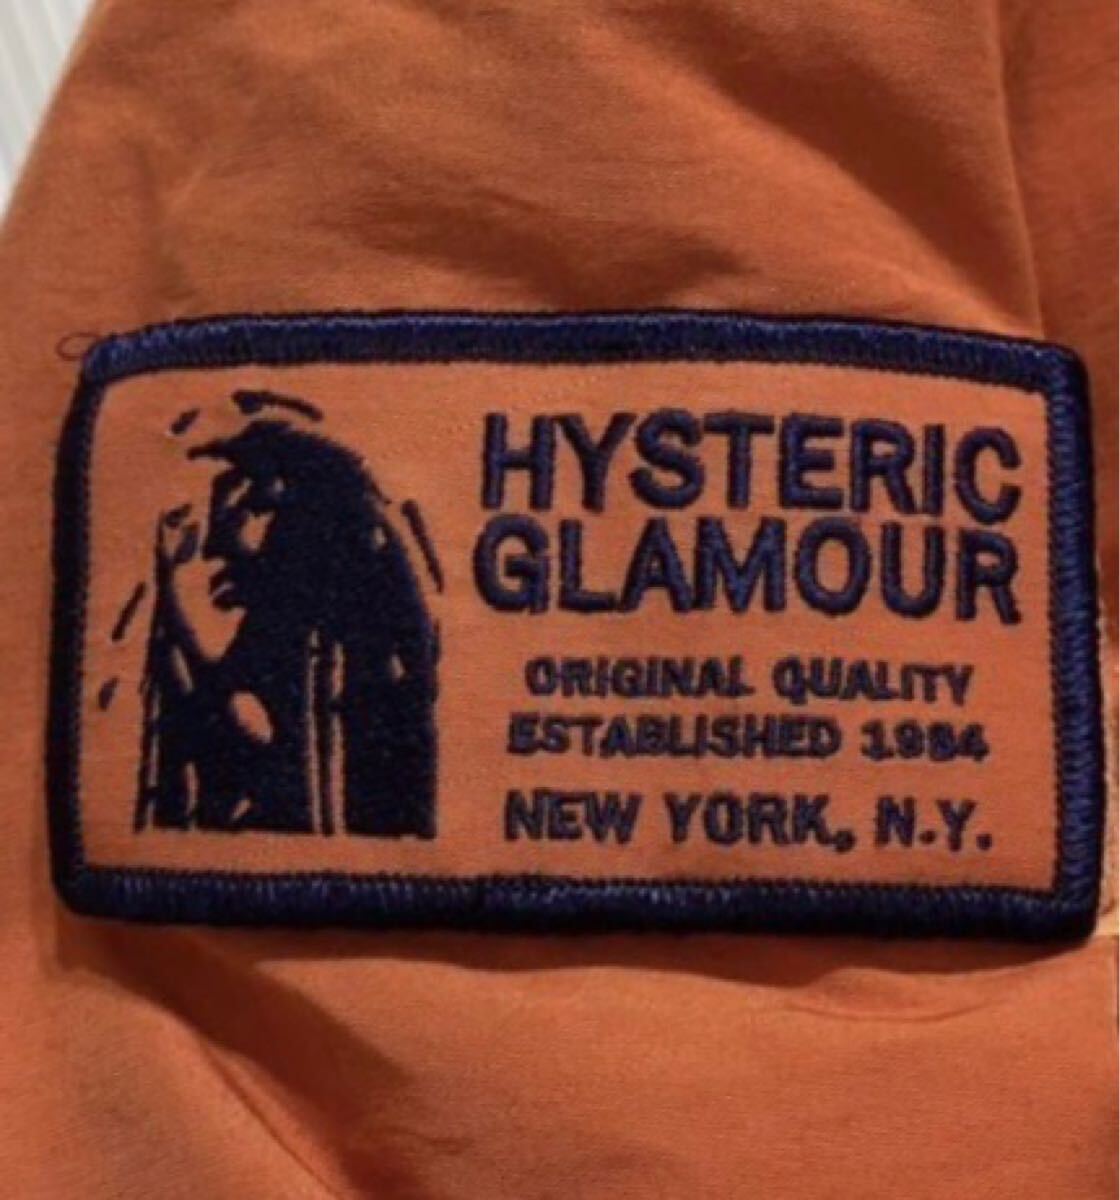 HYSTERIC
GLAMOUR
ORIGINAL QUALITY
ESTABLISHED 1984
NEW YORK, N.Y.